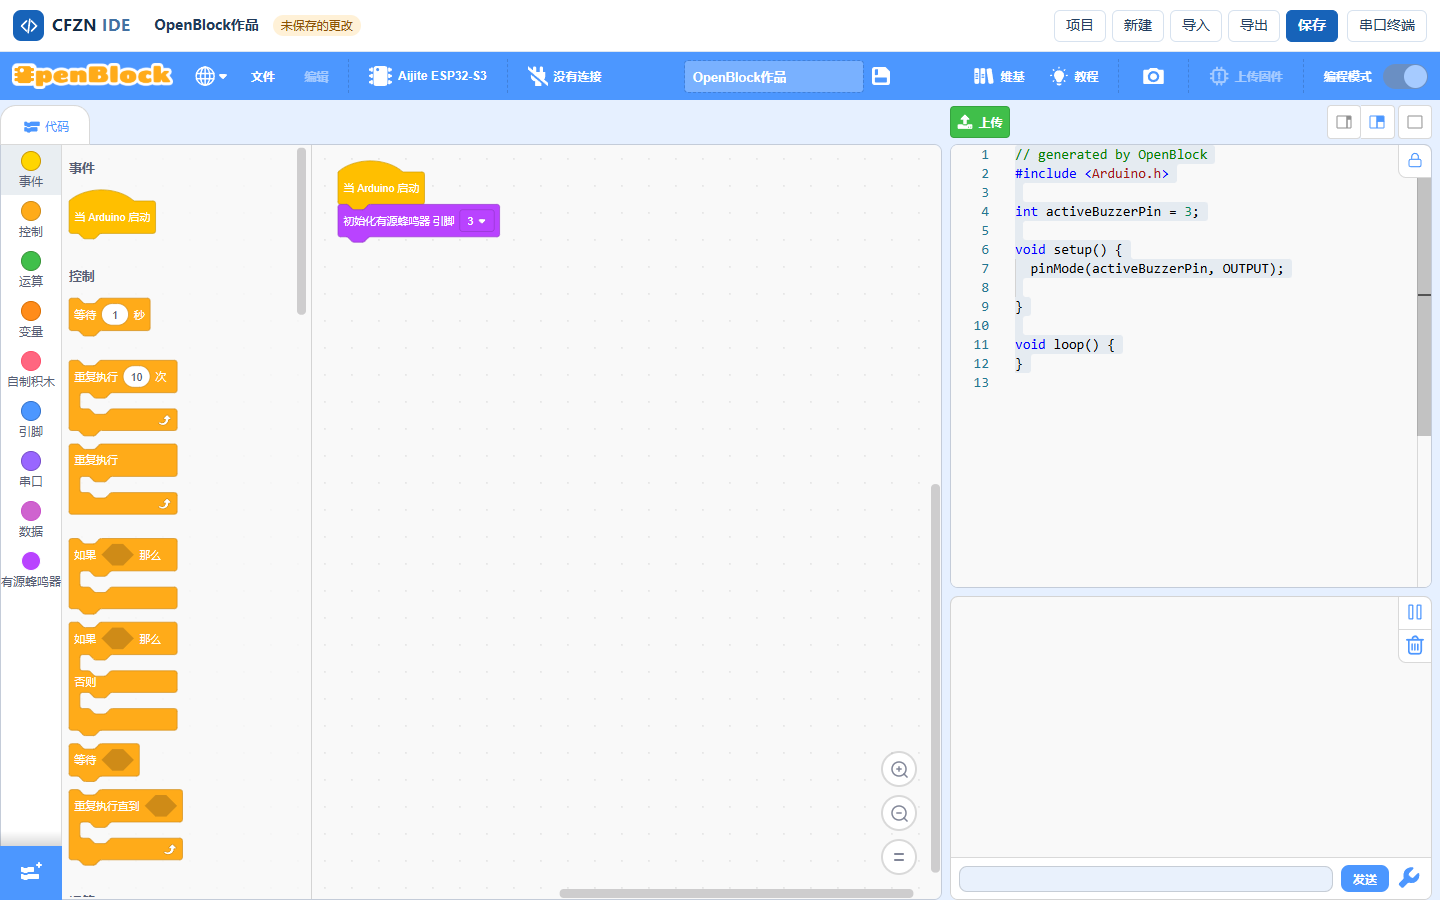 CFZN IDE
OpenBlock作品
未保存的更改
项目
新建
导入
导出
保存
串口终端
OpenBlock
文件
编辑
Aijite ESP32-S3
没有连接
OpenBlock作品
维基
教程
上传固件
编程模式
代码
上传
事件
控制
运算
变量
自制积木
引脚
串口
数据
有源蜂鸣器
事件
当 Arduino 启动
控制
等待 1 秒
重复执行 10 次
重复执行
如果 那么
如果 那么
否则
等待
重复执行直到
当 Arduino 启动
初始化有源蜂鸣器 引脚 3
1 // generated by OpenBlock
2 #include <Arduino.h>
3
4 int activeBuzzerPin = 3;
5
6 void setup() {
7 pinMode(activeBuzzerPin, OUTPUT);
8
9 }
10
11 void loop() {
12 }
13
发送